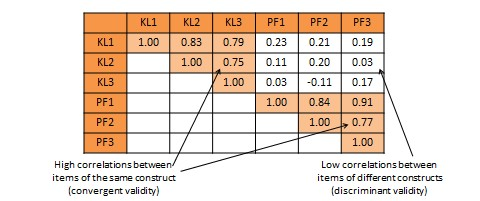 KL1 KL2 KL3 PF1 PF2 PF3
KL1 1.00 0.83 0.79 0.23 0.21 0.19
KL2 1.00 0.75 0.11 0.20 0.03
KL3 1.00 0.03 -0.11 0.17
PF1 1.00 0.84 0.91
PF2 1.00 0.77
PF3 1.00
High correlations between
items of the same construct
(convergent validity)
Low correlations between
items of different constructs
(discriminant validity)